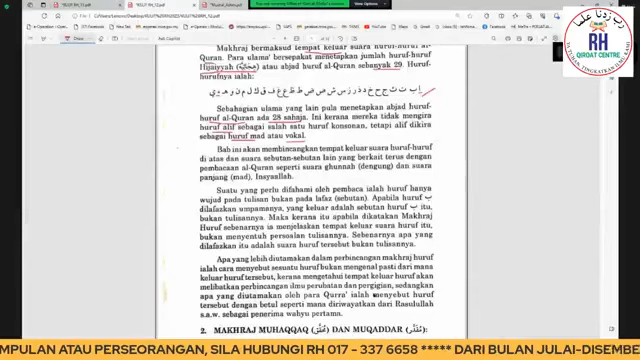 Makhraj bermaksud tempat keluar suara huruf-huruf al-
Quran. Para ulama' bersepakat menetapkan jumlah huruf-huruf
Hijaiyyah atau abjad huruf al-Quran sebanyak 29. Huruf-
hurufnya ialah:
ا ب ت ث ج ح خ د ذ ر ز س ش ص ض ط ظ ع غ ف ق ك ل م ن و هـ ي
Sebahagian ulama yang lain pula menetapkan abjad huruf-
huruf al-Quran ada 28 sahaja. Ini kerana mereka tidak mengira
huruf alif sebagai salah satu huruf konsonan, tetapi alif dikira
sebagai huruf mad atau vokal.
Bab ini akan membincangkan tempat keluar suara huruf-huruf
di atas dan suara sebutan-sebutan lain yang berkait terus dengan
pembacaan al-Quran seperti suara ghunnah (dengung) dan suara
panjang (mad), Insyaallah.
Suatu yang perlu difahami oleh pembaca ialah huruf hanya
wujud pada tulisan bukan pada lafaz (sebutan). Apabila huruf ب
dilafazkan umpamanya, yang keluar adalah sebutan huruf ب itu,
bukan tulisannya. Maka kerana itu apabila dikatakan Makhraj
Huruf sebenarnya ia menjelaskan tempat keluar suara huruf itu,
bukan menyentuh persoalan tulisannya. Sebenarnya apa yang
dilafazkan itu adalah suara huruf tersebut bukan tulisannya.
Apa yang lebih diutamakan dalam perbincangan makhraj huruf
ialah cara menyebut sesuatu huruf bukan mengenal pasti dari mana
keluar huruf tersebut, kerana mengetahui tempat keluar huruf akan
melibatkan perbincangan ilmu perubatan dan pergigian, sedangkan
apa yang diutamakan oleh para Qurra' ialah menyebut huruf
tersebut dengan betul seperti mana diriwayatkan dari Rasulullah
s.a.w. sebagai penerima wahyu pertama.
2. MAKHRAJ MUHAQQAQ (مُحَقَّق) DAN MUQADDAR (مُقَدَّر):
رَبِّ زِدْنَا عِلْمًا
RH
QIROAT CENTRE
MPULAN ATAU PERSEORANGAN, SILA HUBUNGI RH 017 - 337 6658 ***** DARI BULAN JULAI-DISEMBE